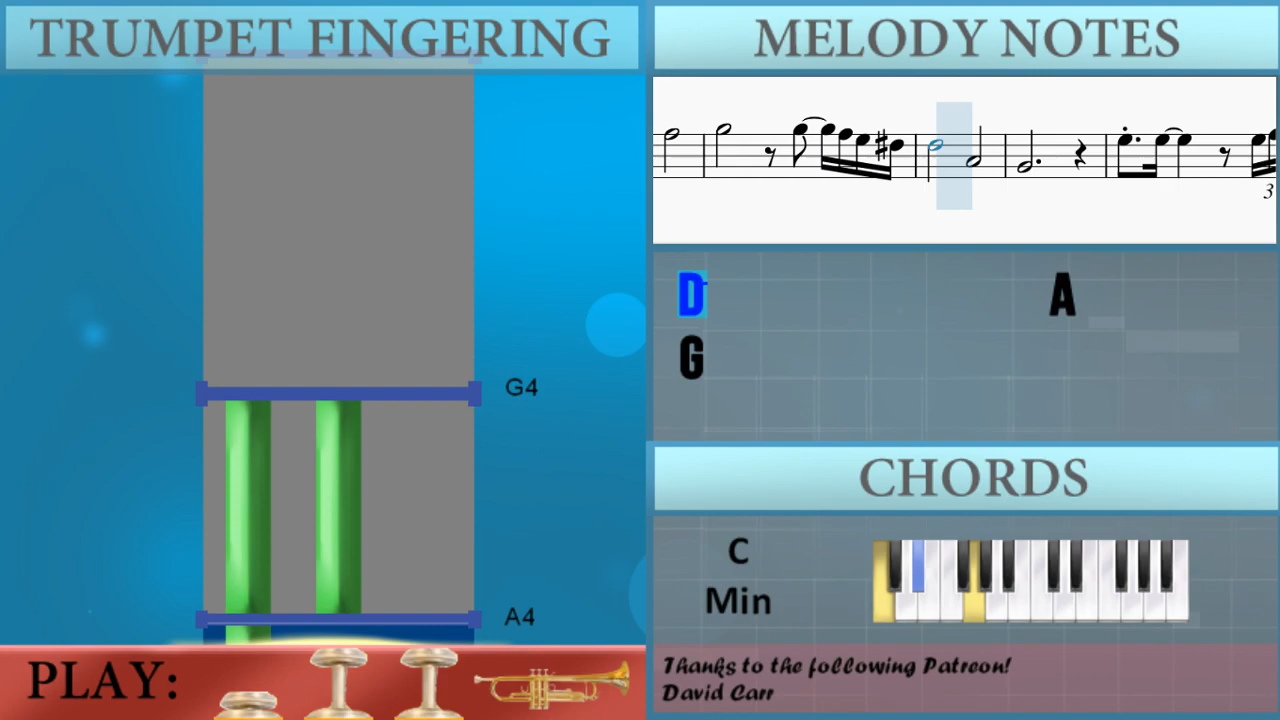 TRUMPET FINGERING
MELODY NOTES
3
D
A
G
G4
A4
CHORDS
C
Min
PLAY:
Thanks to the following Patreon!
David Carr